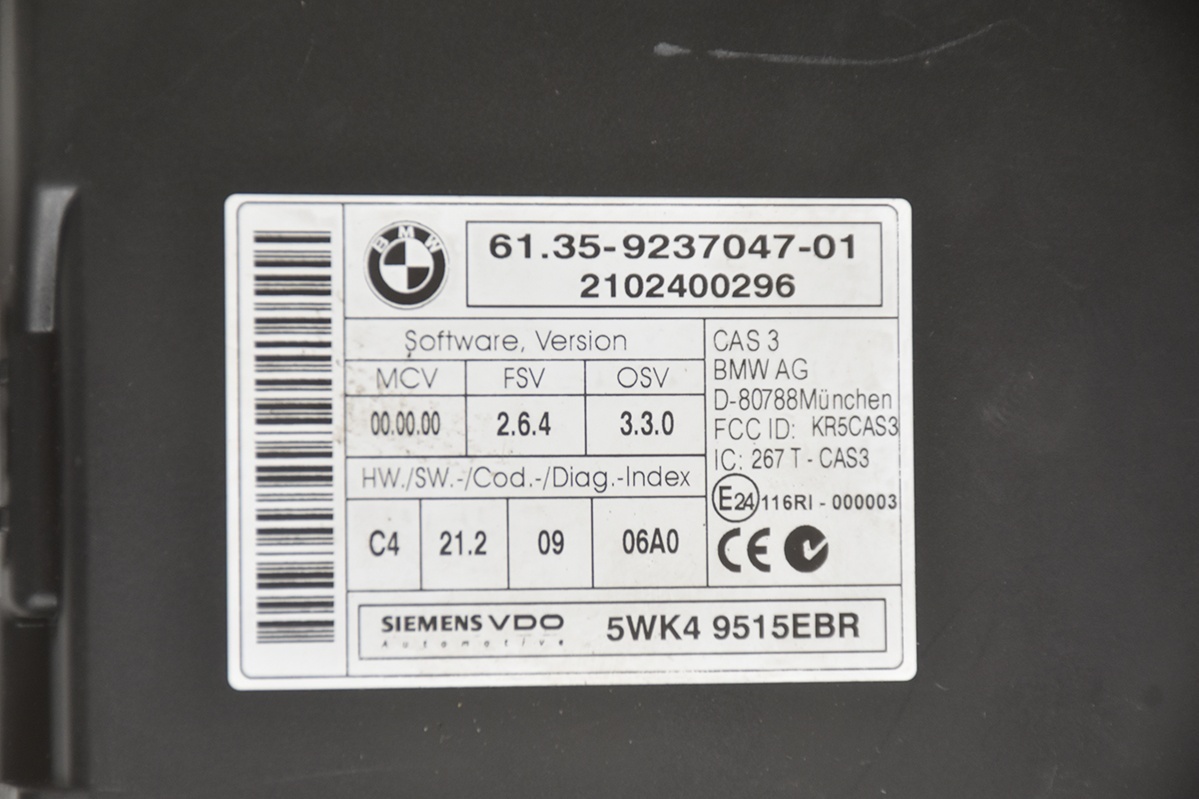 BMW
61.35-9237047-01
2102400296
Software, Version
MCV FSV OSV
00.00.00 2.6.4 3.3.0
HW./SW.-/Cod.-/Diag.-Index
C4 21.2 09 06A0
CAS 3
BMW AG
D-80788München
FCC ID: KR5CAS3
IC: 267 T - CAS3
E24 116RI - 000003
CE
SIEMENS VDO
Automotive
5WK4 9515EBR